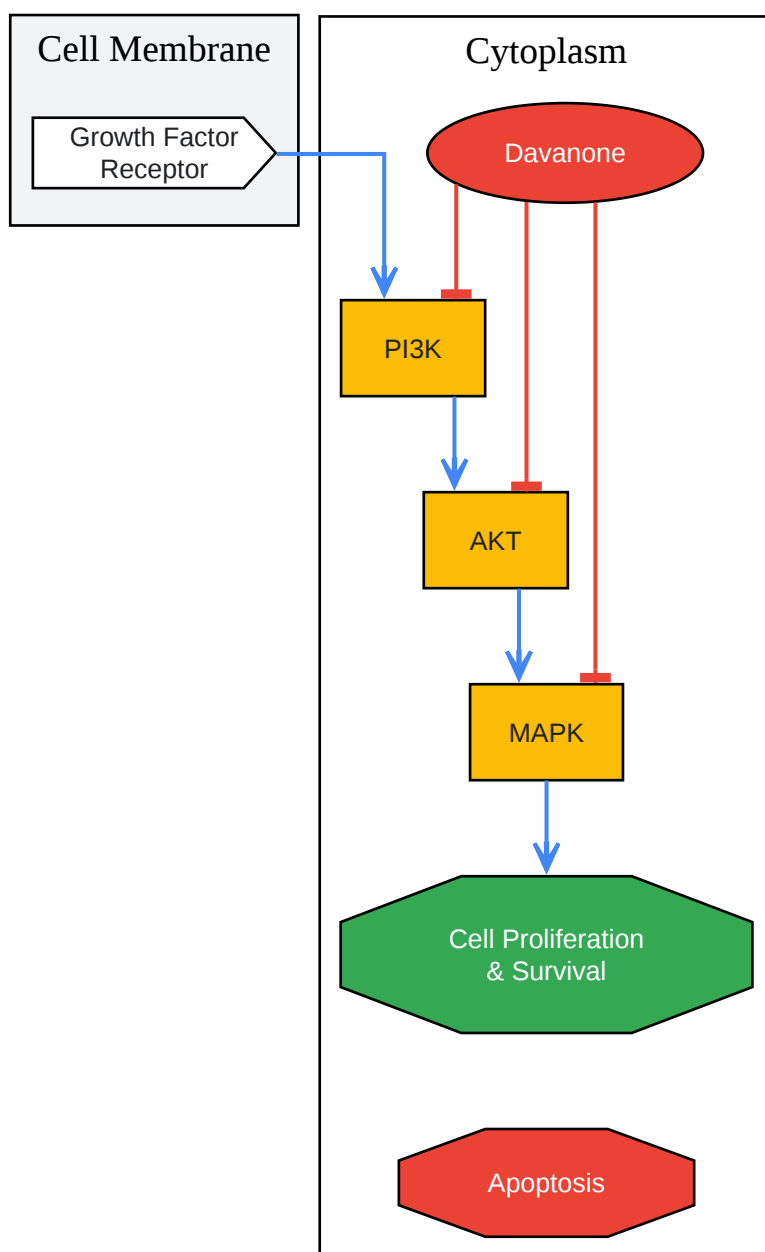 Cell Membrane
Growth Factor
Receptor
Cytoplasm
Davanone
PI3K
AKT
MAPK
Cell Proliferation
& Survival
Apoptosis